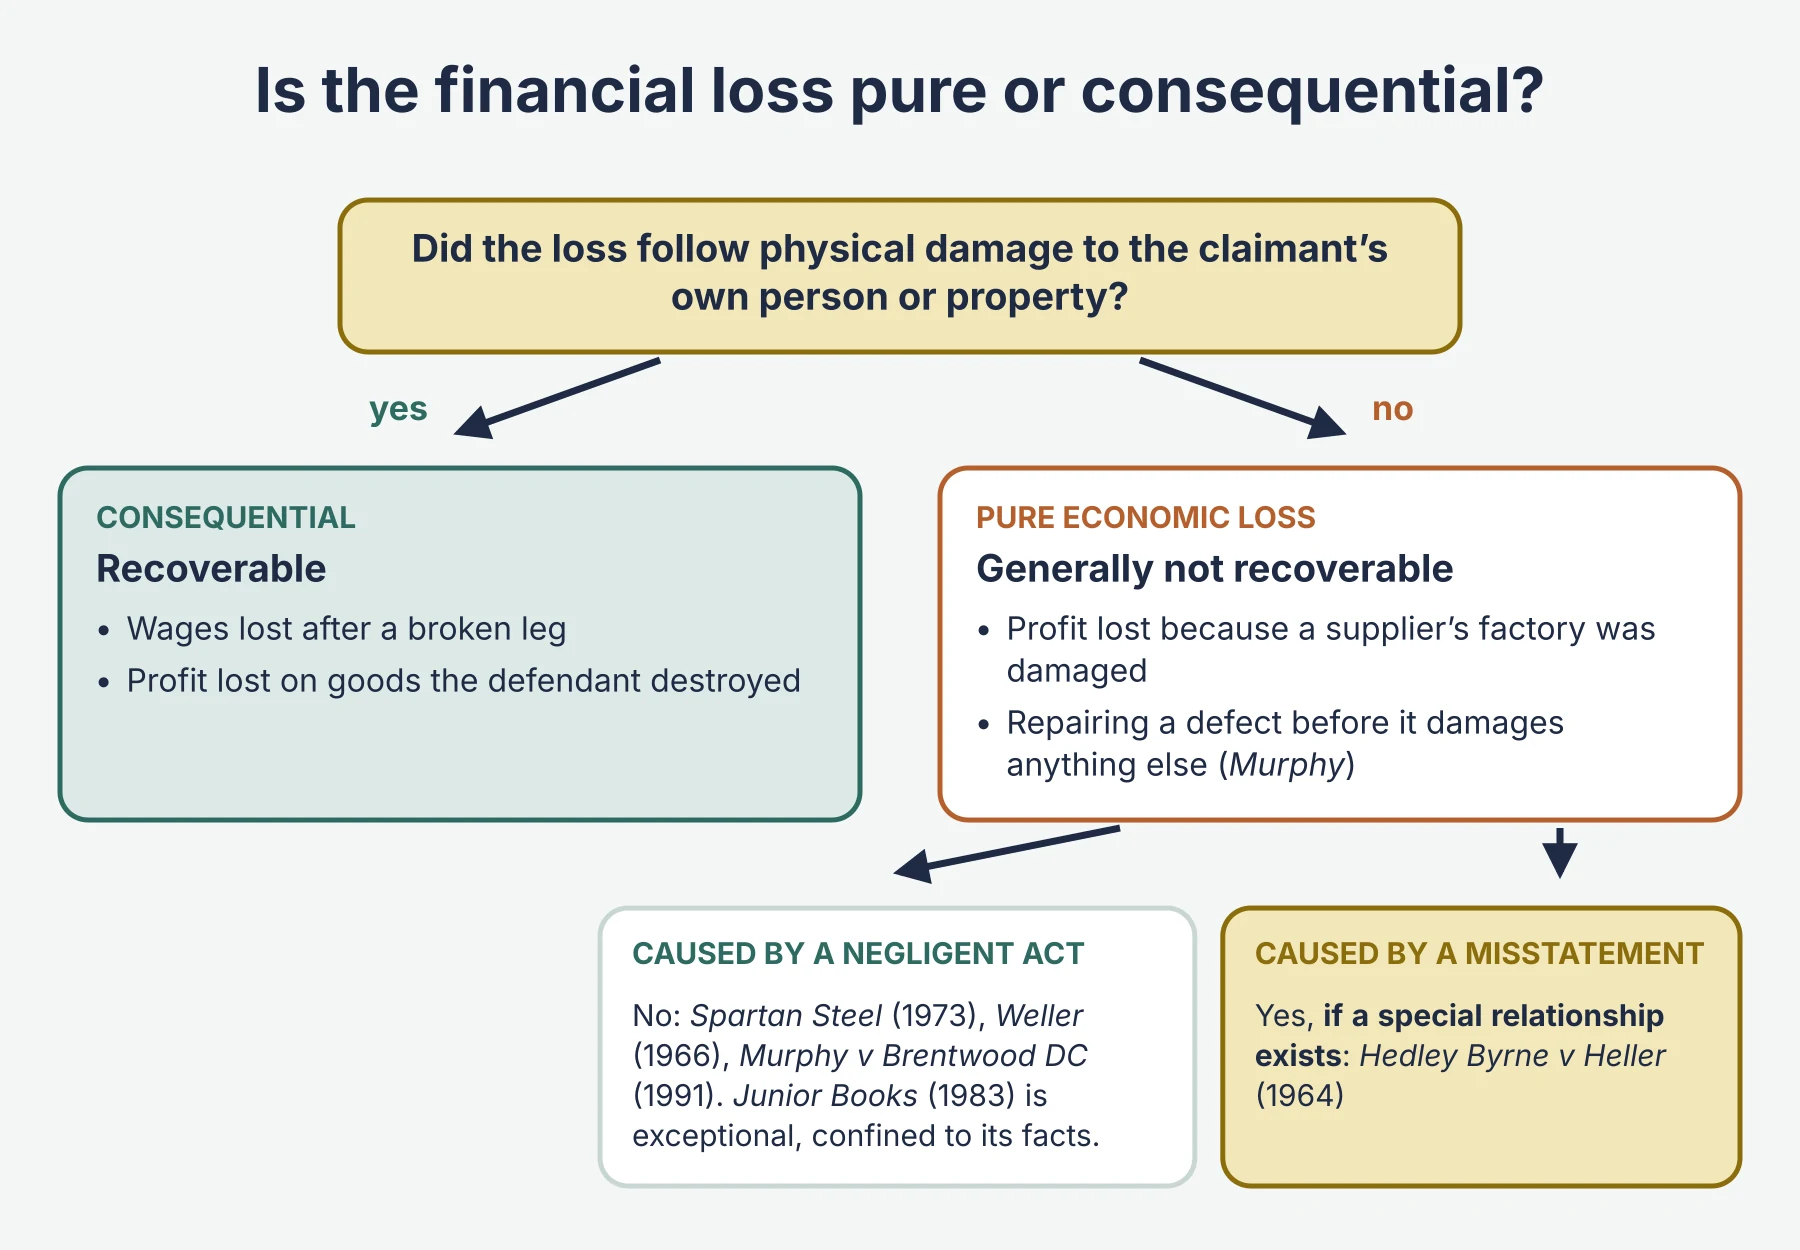 Is the financial loss pure or consequential?
Did the loss follow physical damage to the claimant’s
own person or property?
yes
no
CONSEQUENTIAL
Recoverable
• Wages lost after a broken leg
• Profit lost on goods the defendant destroyed
PURE ECONOMIC LOSS
Generally not recoverable
• Profit lost because a supplier’s factory was
damaged
• Repairing a defect before it damages
anything else (Murphy)
CAUSED BY A NEGLIGENT ACT
No: Spartan Steel (1973), Weller
(1966), Murphy v Brentwood DC
(1991). Junior Books (1983) is
exceptional, confined to its facts.
CAUSED BY A MISSTATEMENT
Yes, if a special relationship
exists: Hedley Byrne v Heller
(1964)